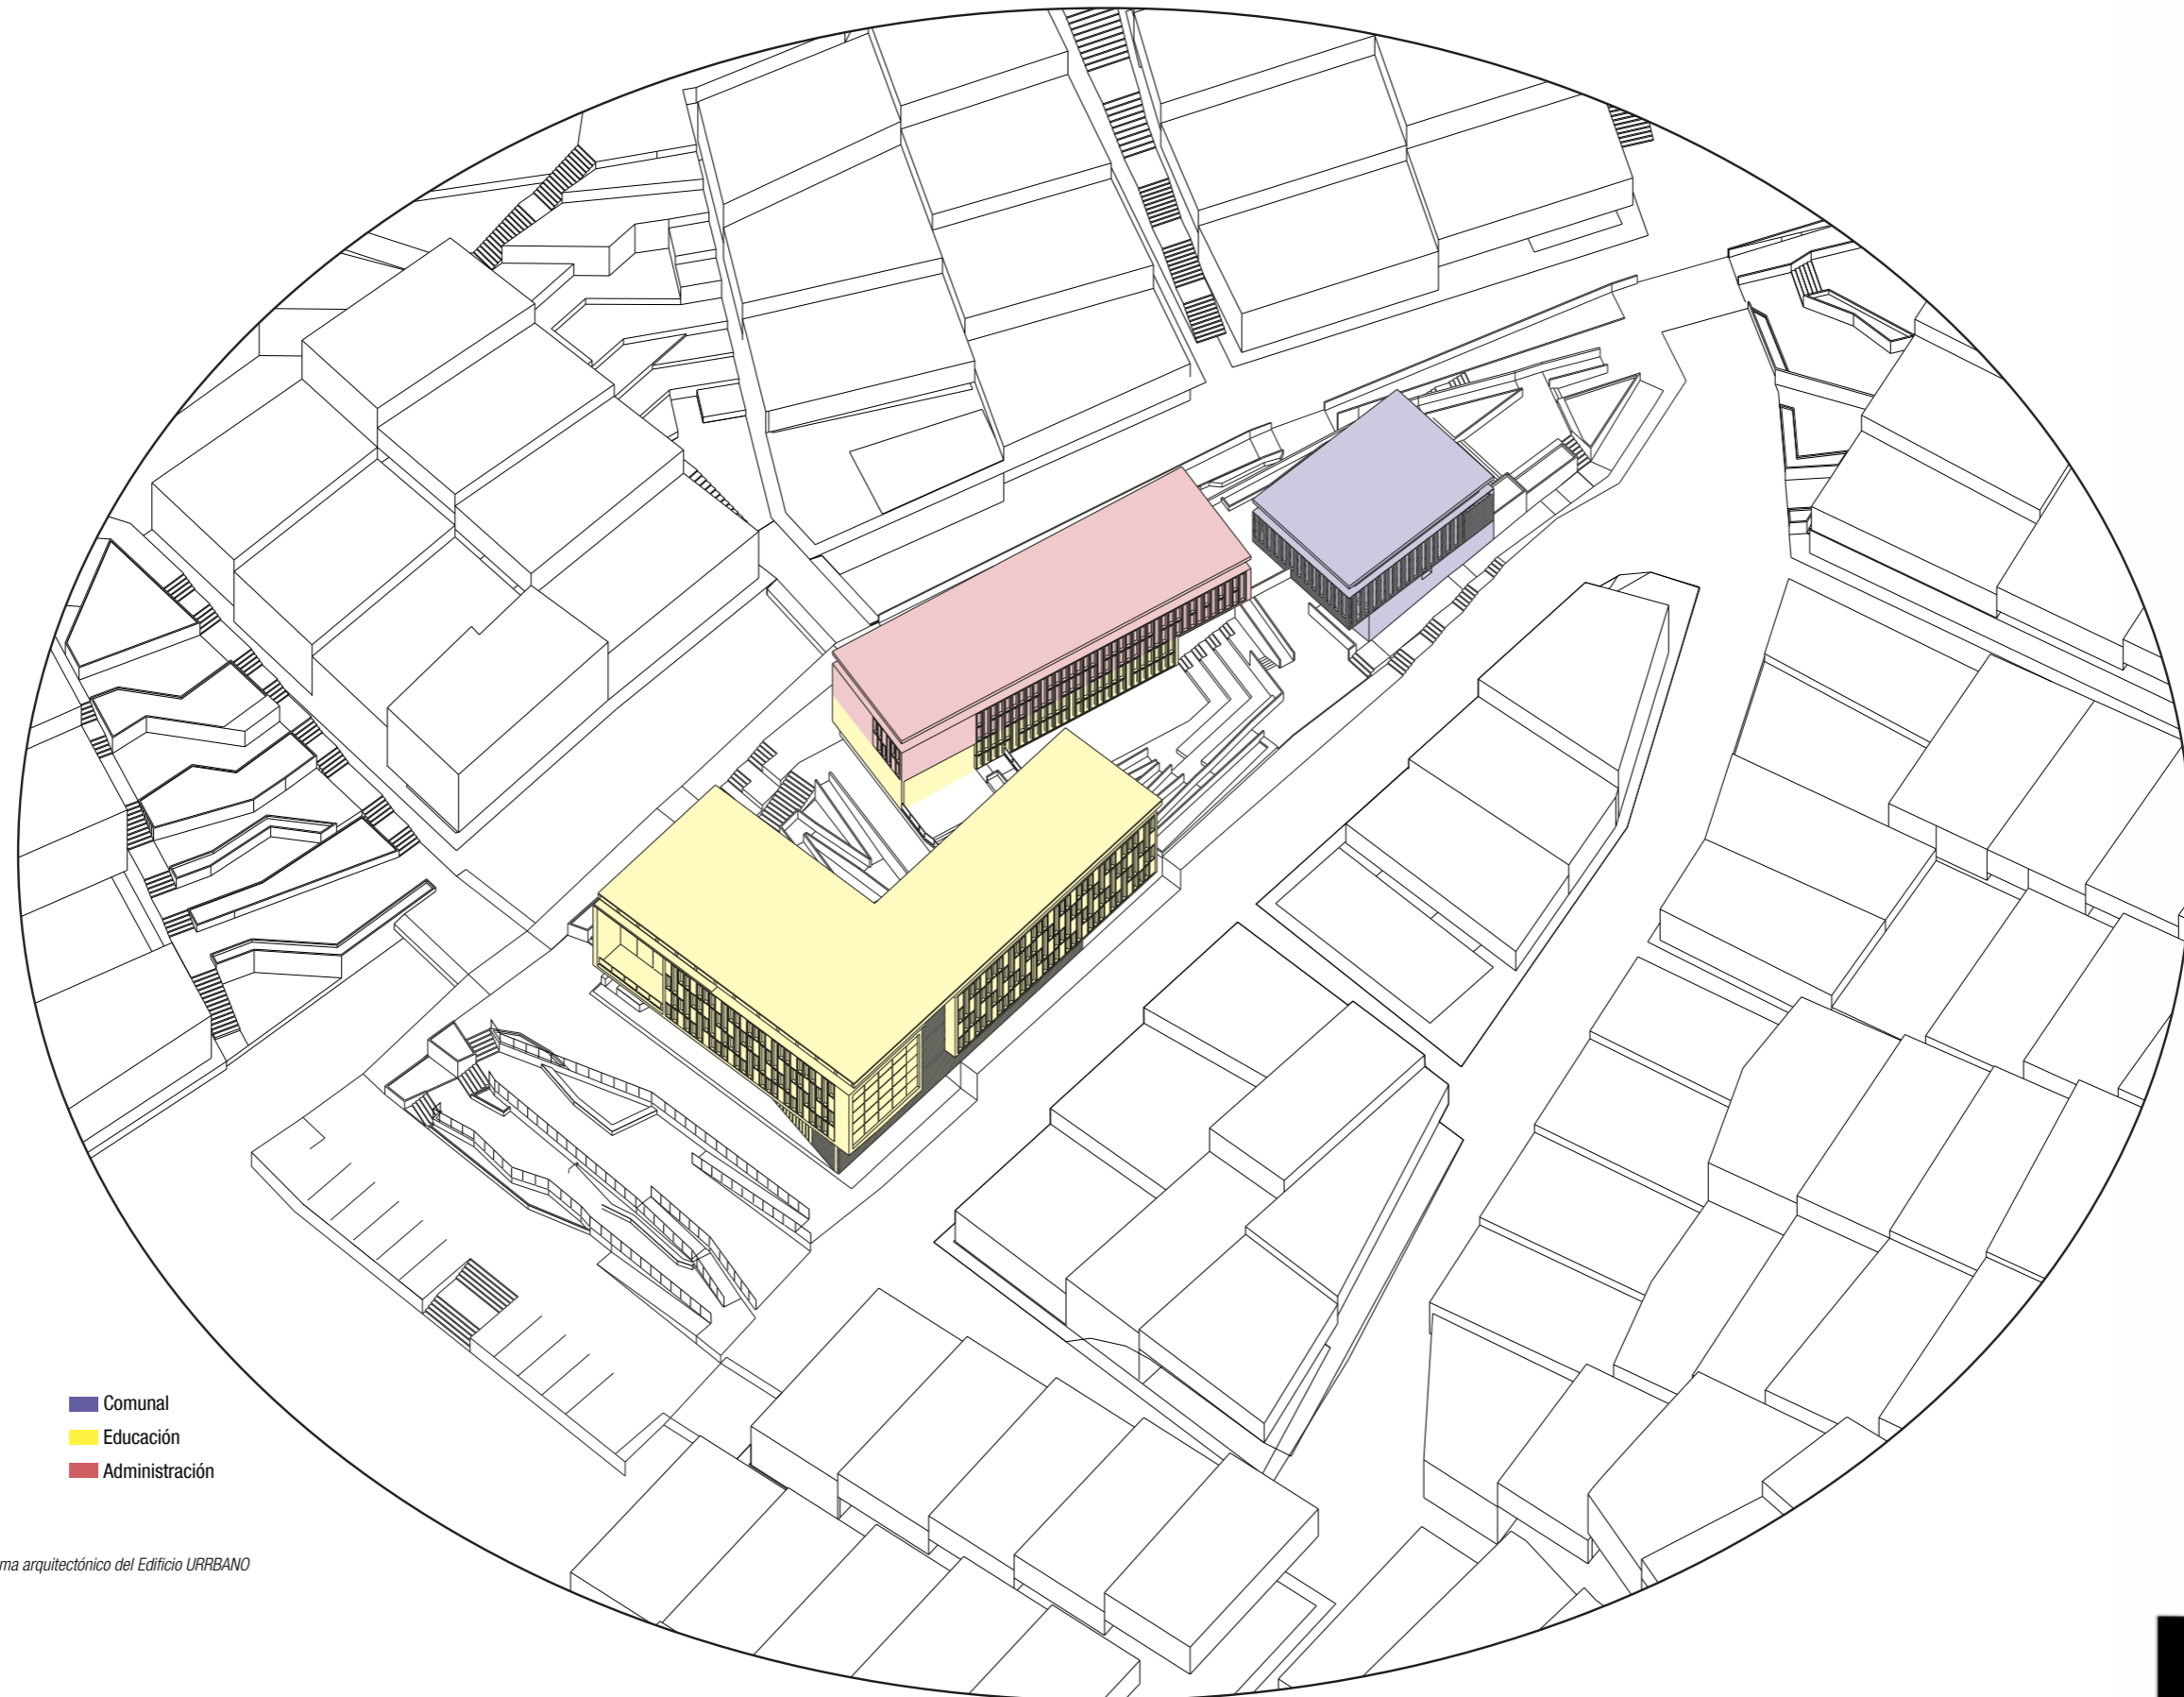 Comunal
Educación
Administración
ma arquitectónico del Edificio URRBANO